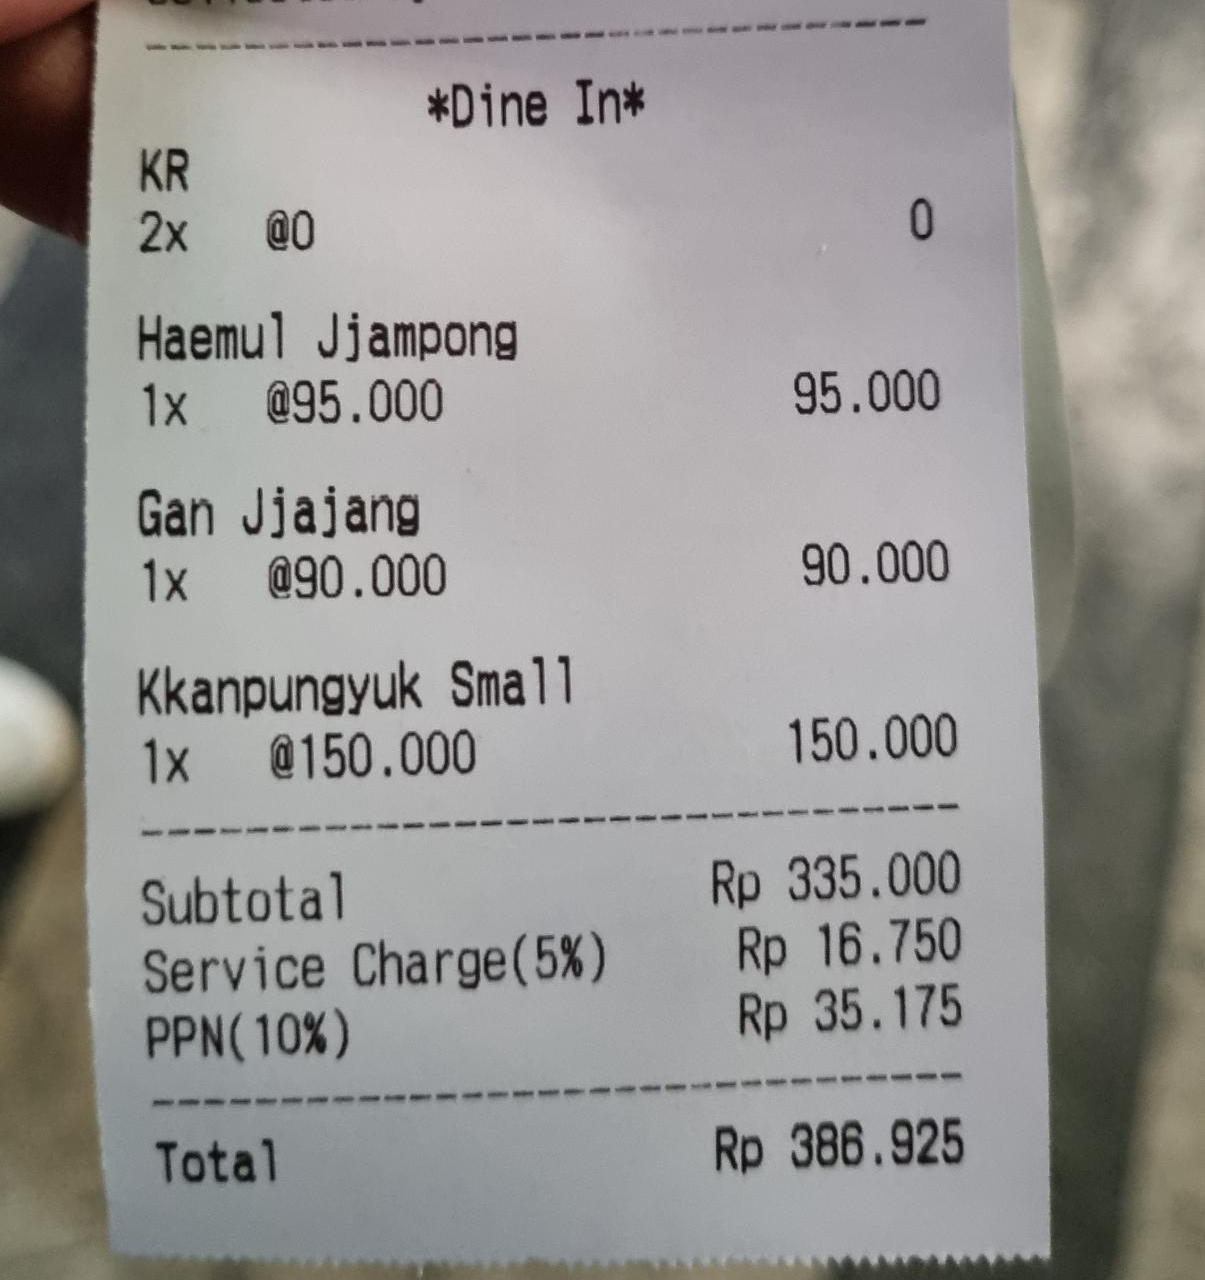 *Dine In*
KR
2x @0 0
Haemul Jjampong
1x @95.000 95.000
Gan Jjajang
1x @90.000 90.000
Kkanpungyuk Small
1x @150.000 150.000
Subtotal Rp 335.000
Service Charge(5%) Rp 16.750
PPN(10%) Rp 35.175
Total Rp 386.925